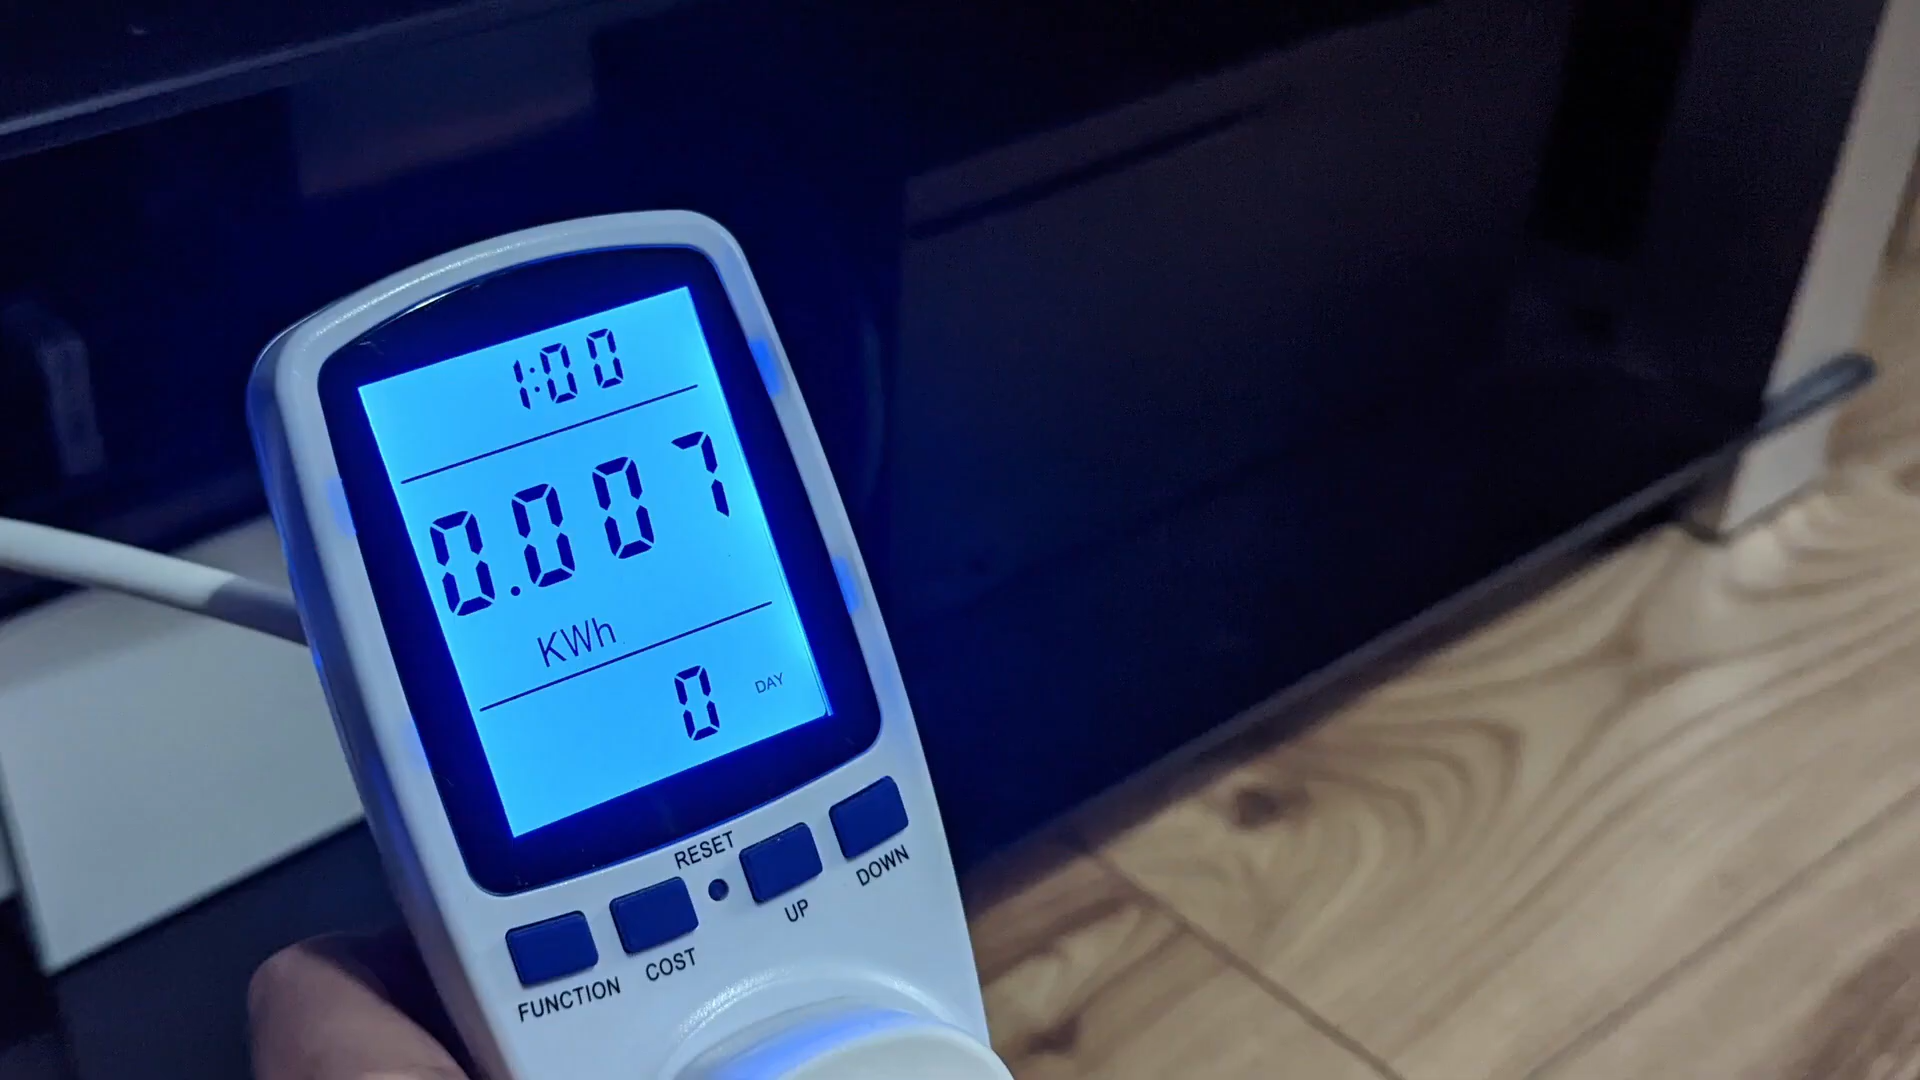 1:00
0.007
KWh
0 DAY
RESET
FUNCTION COST UP DOWN